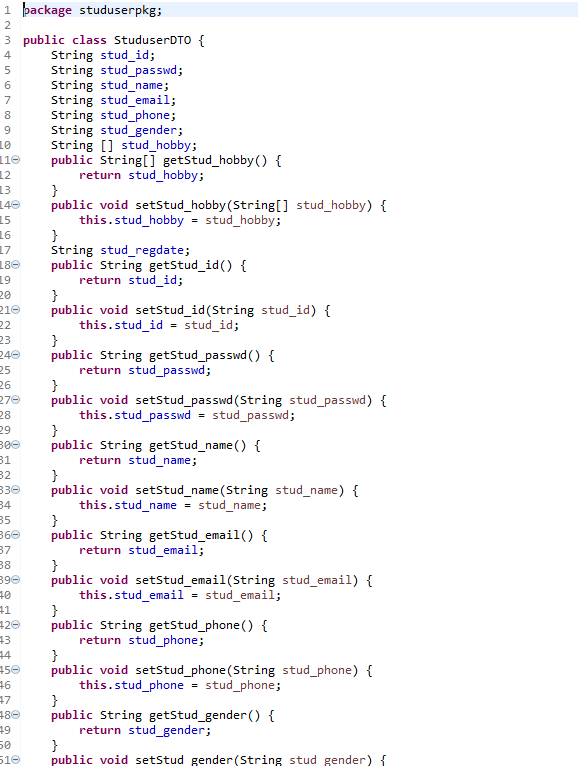 1 package studuserpkg;
2
3 public class StuduserDTO {
4     String stud_id;
5     String stud_passwd;
6     String stud_name;
7     String stud_email;
8     String stud_phone;
9     String stud_gender;
10     String [] stud_hobby;
11     public String[] getStud_hobby() {
12         return stud_hobby;
13     }
14     public void setStud_hobby(String[] stud_hobby) {
15         this.stud_hobby = stud_hobby;
16     }
17     String stud_regdate;
18     public String getStud_id() {
19         return stud_id;
20     }
21     public void setStud_id(String stud_id) {
22         this.stud_id = stud_id;
23     }
24     public String getStud_passwd() {
25         return stud_passwd;
26     }
27     public void setStud_passwd(String stud_passwd) {
28         this.stud_passwd = stud_passwd;
29     }
30     public String getStud_name() {
31         return stud_name;
32     }
33     public void setStud_name(String stud_name) {
34         this.stud_name = stud_name;
35     }
36     public String getStud_email() {
37         return stud_email;
38     }
39     public void setStud_email(String stud_email) {
40         this.stud_email = stud_email;
41     }
42     public String getStud_phone() {
43         return stud_phone;
44     }
45     public void setStud_phone(String stud_phone) {
46         this.stud_phone = stud_phone;
47     }
48     public String getStud_gender() {
49         return stud_gender;
50     }
51     public void setStud_gender(String stud_gender) {